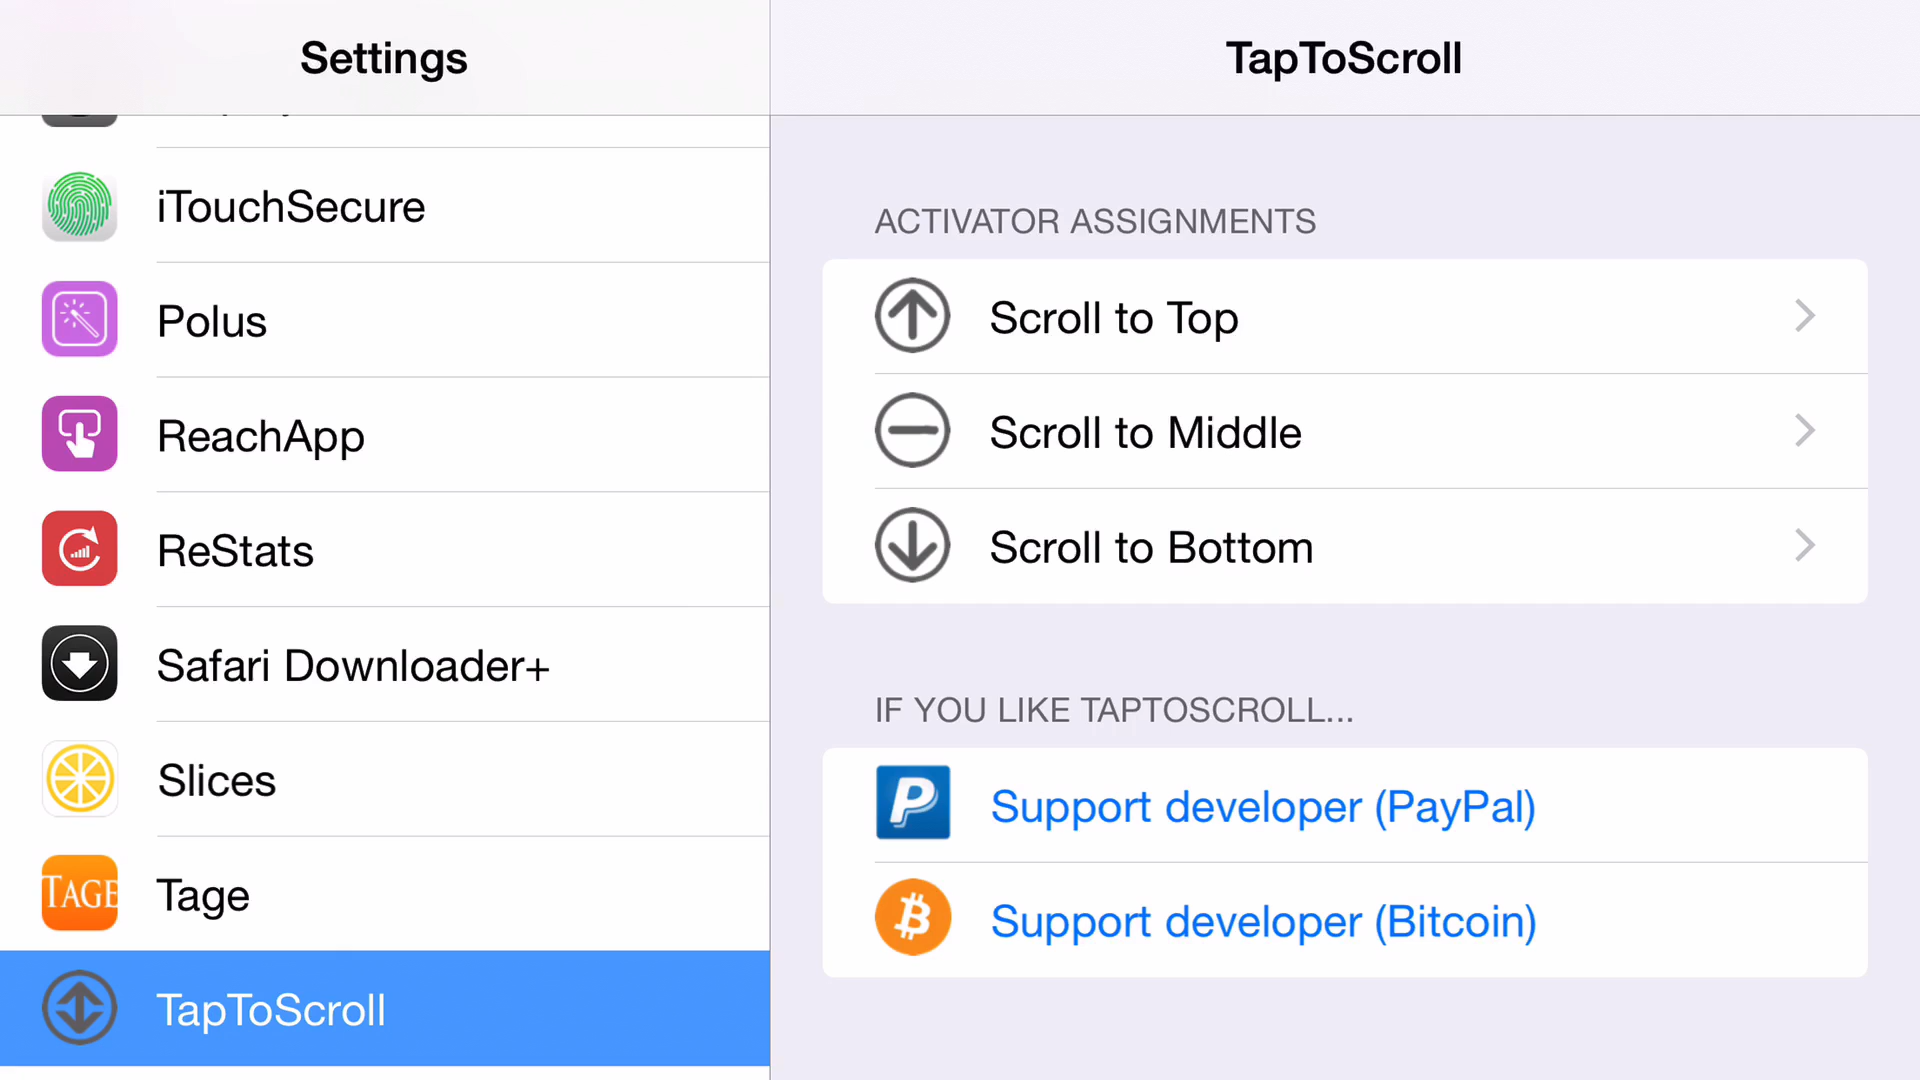 Settings
iTouchSecure
Polus
ReachApp
ReStats
Safari Downloader+
Slices
TAGE
Tage
TapToScroll
TapToScroll
ACTIVATOR ASSIGNMENTS
Scroll to Top
Scroll to Middle
Scroll to Bottom
IF YOU LIKE TAPTOSCROLL...
Support developer (PayPal)
Support developer (Bitcoin)